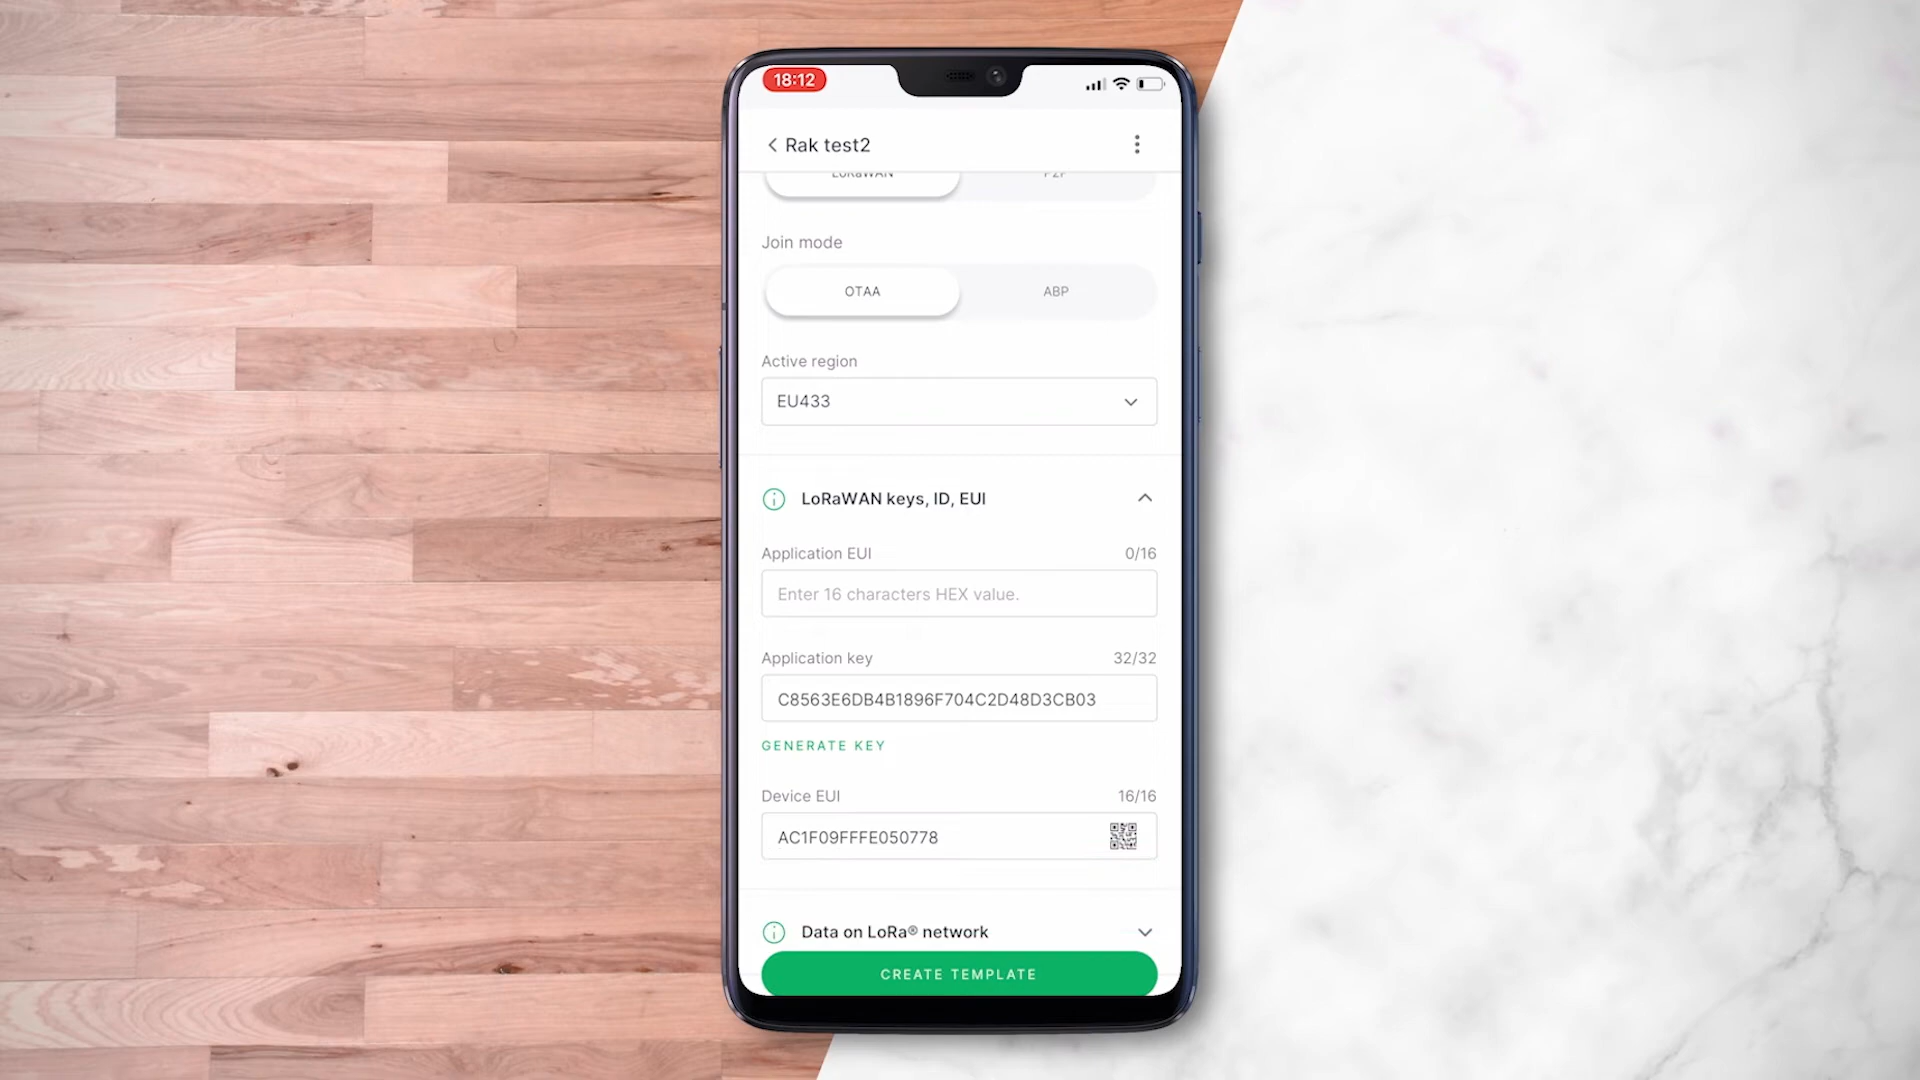 18:12
Rak test2
LoRaWAN P2P
Join mode
OTAA ABP
Active region
EU433
LoRaWAN keys, ID, EUI
Application EUI 0/16
Enter 16 characters HEX value.
Application key 32/32
C8563E6DB4B1896F704C2D48D3CB03
GENERATE KEY
Device EUI 16/16
AC1F09FFFE050778
Data on LoRa® network
CREATE TEMPLATE